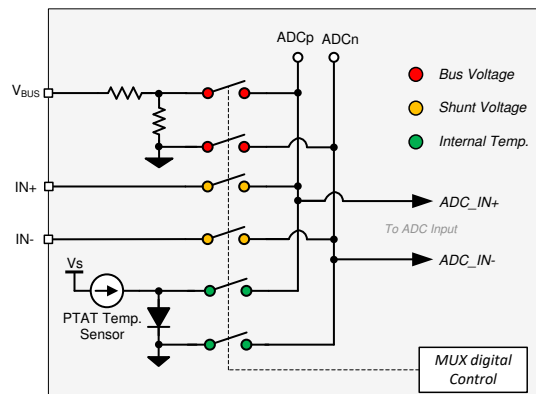 ADCp ADCn
VBUS
Bus Voltage
Shunt Voltage
Internal Temp.
IN+
ADC_IN+
To ADC Input
IN-
ADC_IN-
Vs
PTAT Temp.
Sensor
MUX digital
Control